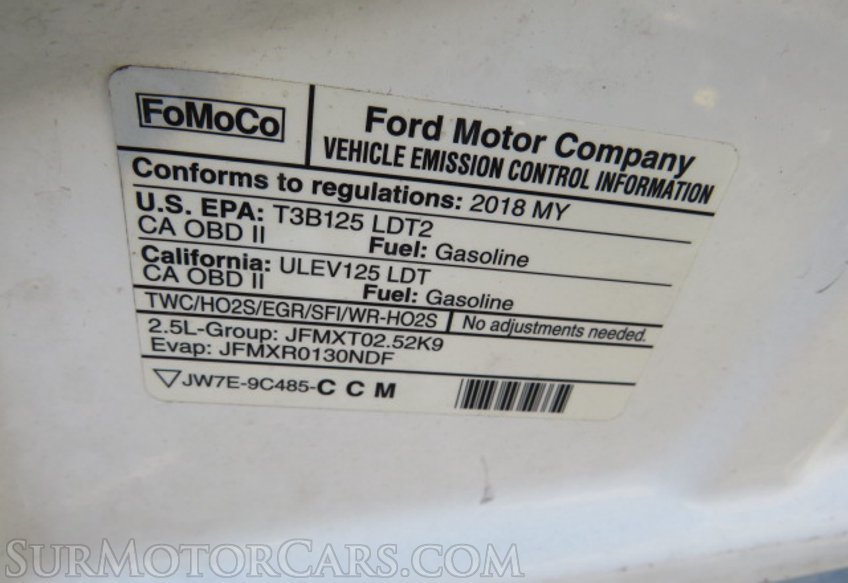 FoMoCo
Ford Motor Company
VEHICLE EMISSION CONTROL INFORMATION
Conforms to regulations: 2018 MY
U.S. EPA: T3B125 LDT2
CA OBD II Fuel: Gasoline
California: ULEV125 LDT
CA OBD II Fuel: Gasoline
TWC/HO2S/EGR/SFI/WR-HO2S No adjustments needed.
2.5L-Group: JFMXT02.52K9
Evap: JFMXR0130NDF
JW7E-9C485-C C M
SurMotorCars.com